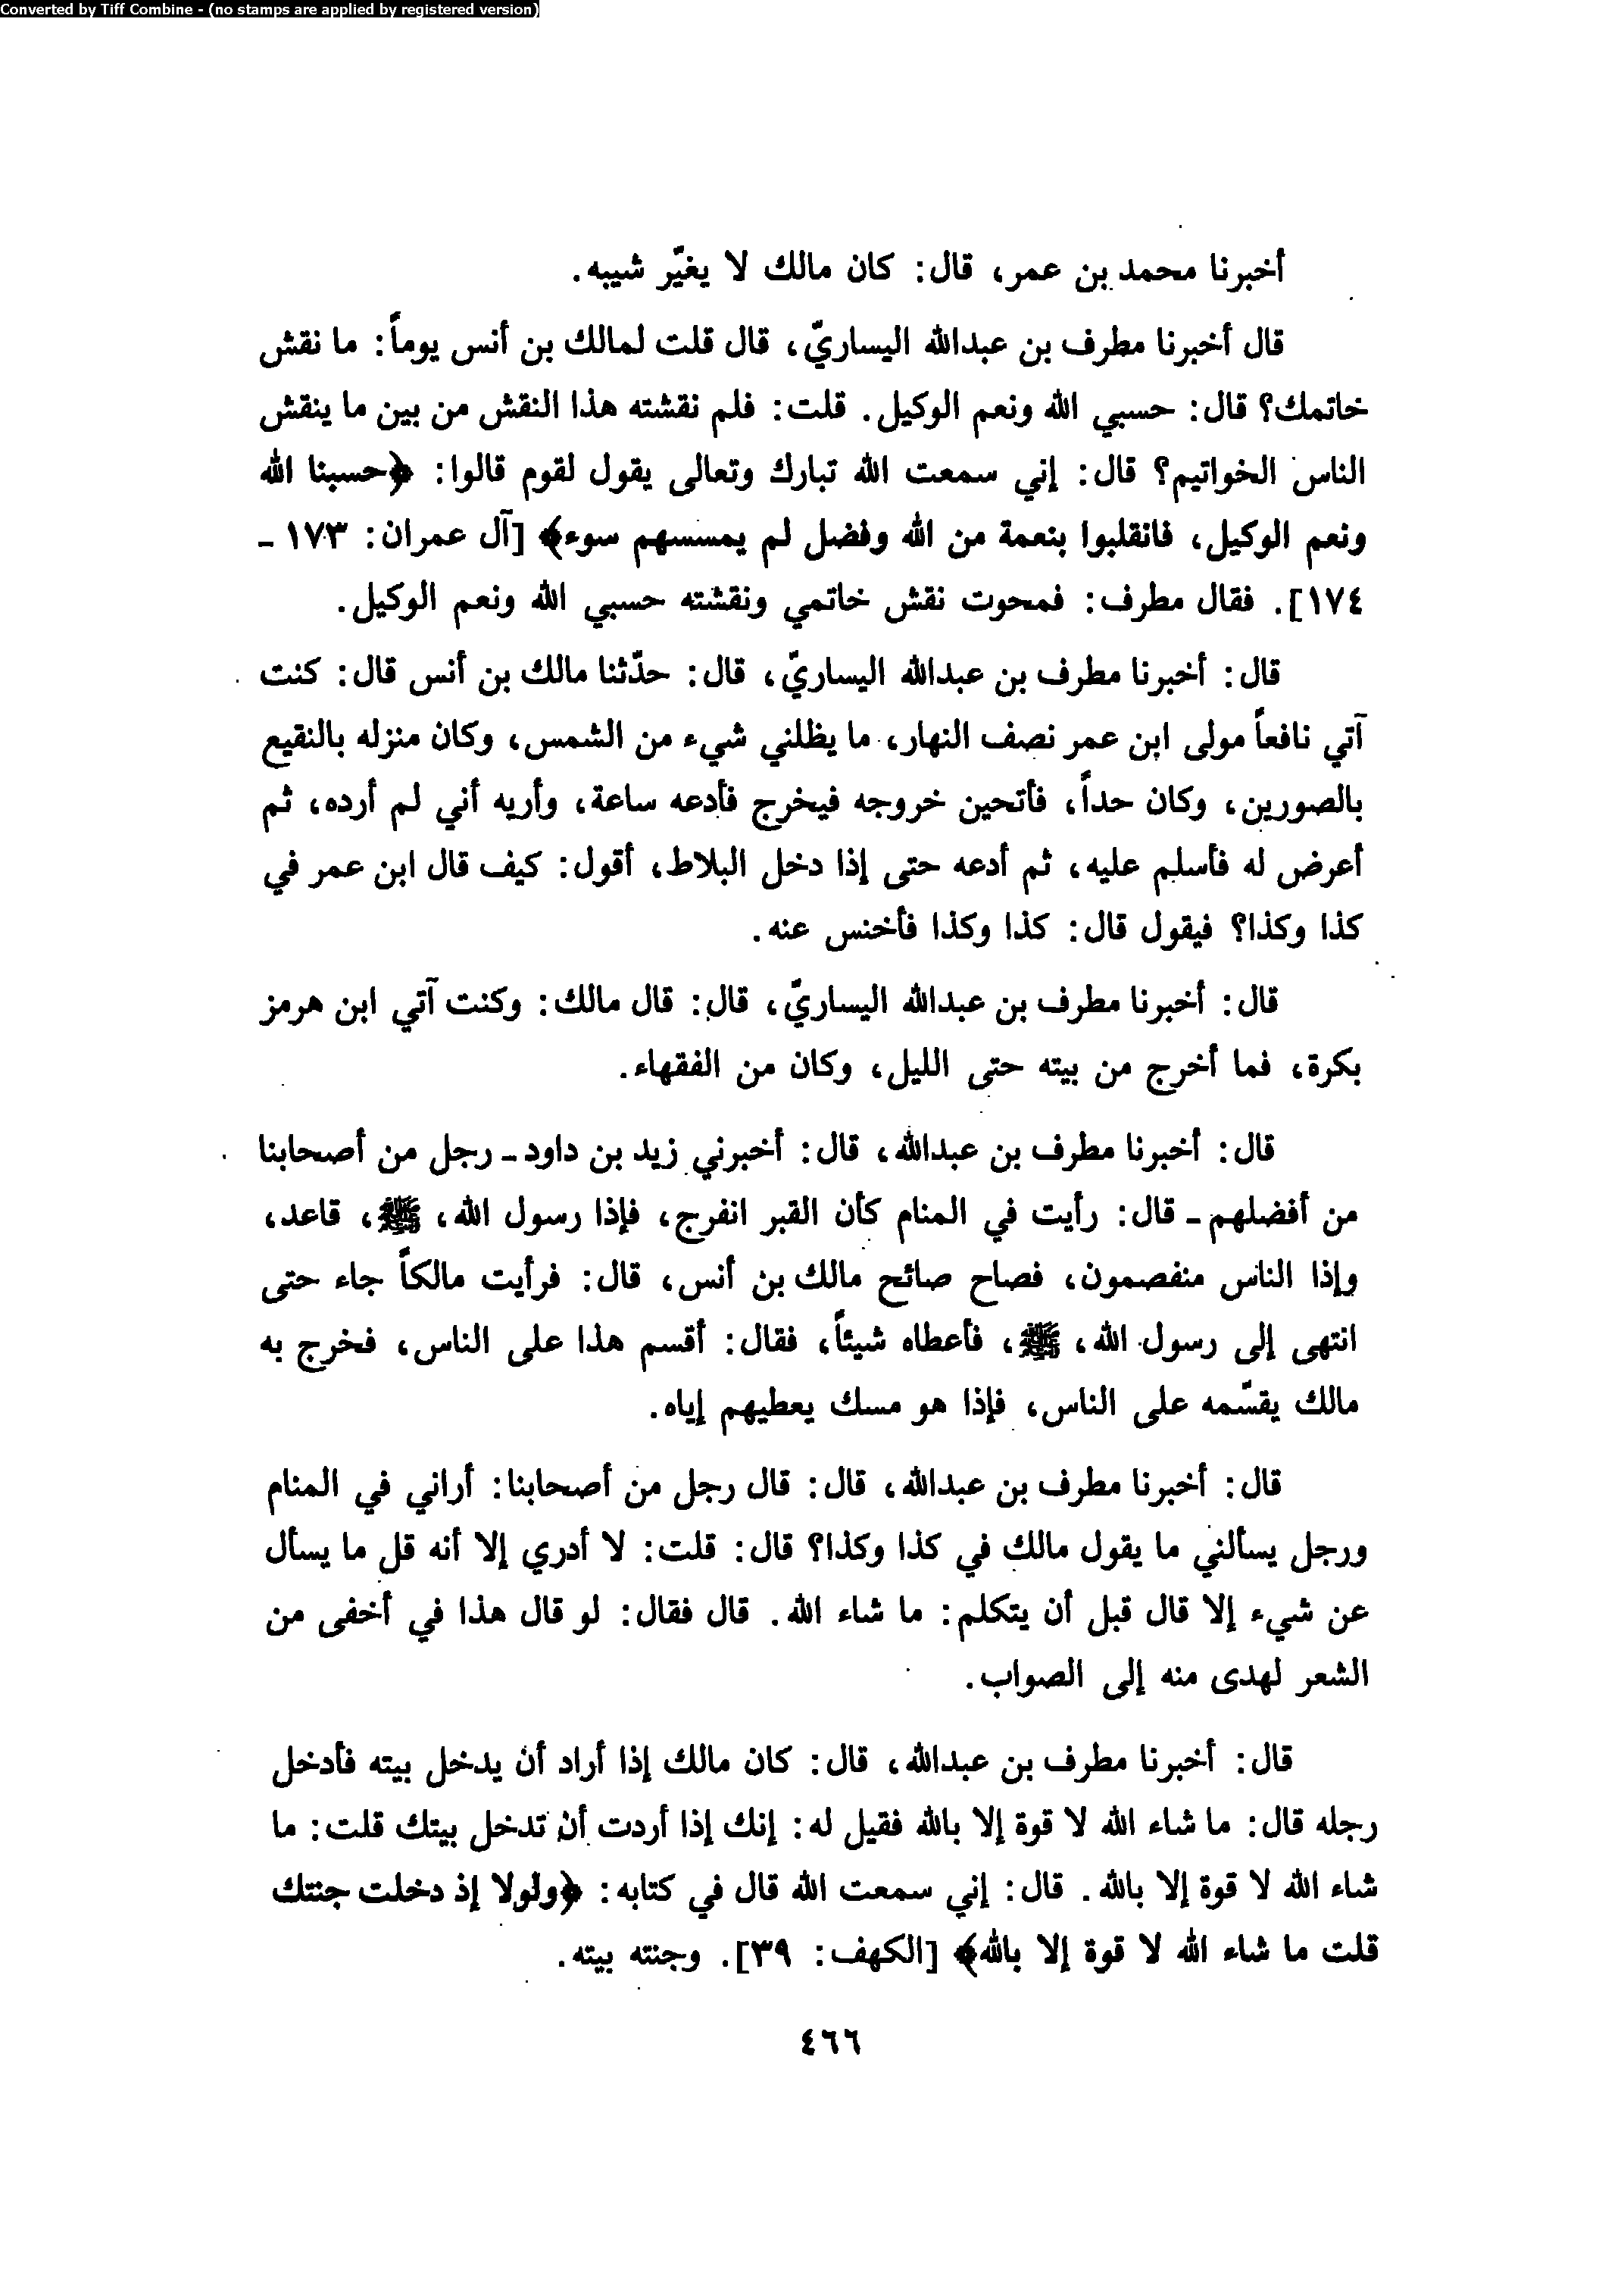 Converted by Tiff Combine - (no stamps are applied by registered version)
أخبرنا محمد بن عمر، قال: كان مالك لا يغيّر شيبه.
قال أخبرنا مطرف بن عبدالله اليساريّ، قال قلت لمالك بن أنس يوماً: ما نقش
خاتمك؟ قال: حسبي الله ونعم الوكيل. قلت: فلم نقشته هذا النقش من بين ما ينقش
الناس الخواتيم؟ قال: إني سمعت الله تبارك وتعالى يقول لقوم قالوا: ﴿حسبنا الله
ونعم الوكيل، فانقلبوا بنعمة من الله وفضل لم يمسسهم سوء﴾ [آل عمران: ١٧٣ -
١٧٤]. فقال مطرف: فمحوت نقش خاتمي ونقشته حسبي الله ونعم الوكيل.
قال: أخبرنا مطرف بن عبدالله اليساريّ، قال: حدّثنا مالك بن أنس قال: كنت
آتي نافعاً مولى ابن عمر نصف النهار، ما يظلني شيء من الشمس، وكان منزله بالنقيع
بالصورين، وكان حداً، فأتحين خروجه فيخرج فأدعه ساعة، وأريه أني لم أرده، ثم
أعرض له فأسلم عليه، ثم أدعه حتى إذا دخل البلاط، أقول: كيف قال ابن عمر في
كذا وكذا؟ فيقول قال: كذا وكذا فأخنس عنه.
قال: أخبرنا مطرف بن عبدالله اليساريّ، قال: قال مالك: وكنت آتي ابن هرمز
بكرة، فما أخرج من بيته حتى الليل، وكان من الفقهاء.
قال: أخبرنا مطرف بن عبدالله، قال: أخبرني زيد بن داود - رجل من أصحابنا
من أفضلهم - قال: رأيت في المنام كأن القبر انفرج، فإذا رسول الله، ﷺ، قاعد،
وإذا الناس منفصمون، فصاح صائح مالك بن أنس، قال: فرأيت مالكاً جاء حتى
انتهى إلى رسول الله، ﷺ، فأعطاه شيئاً، فقال: أقسم هذا على الناس، فخرج به
مالك يقسّمه على الناس، فإذا هو مسك يعطيهم إياه.
قال: أخبرنا مطرف بن عبدالله، قال: قال رجل من أصحابنا: أراني في المنام
ورجل يسألني ما يقول مالك في كذا وكذا؟ قال: قلت: لا أدري إلا أنه قل ما يسأل
عن شيء إلا قال قبل أن يتكلم: ما شاء الله. قال فقال: لو قال هذا في أخفى من
الشعر لهدى منه إلى الصواب.
قال: أخبرنا مطرف بن عبدالله، قال: كان مالك إذا أراد أن يدخل بيته فأدخل
رجله قال: ما شاء الله لا قوة إلا بالله فقيل له: إنك إذا أردت أن تدخل بيتك قلت: ما
شاء الله لا قوة إلا بالله. قال: إني سمعت الله قال في كتابه: ﴿ولولا إذ دخلت جنتك
قلت ما شاء الله لا قوة إلا بالله﴾ [الكهف: ٣٩]. وجنته بيته.
٤٦٦